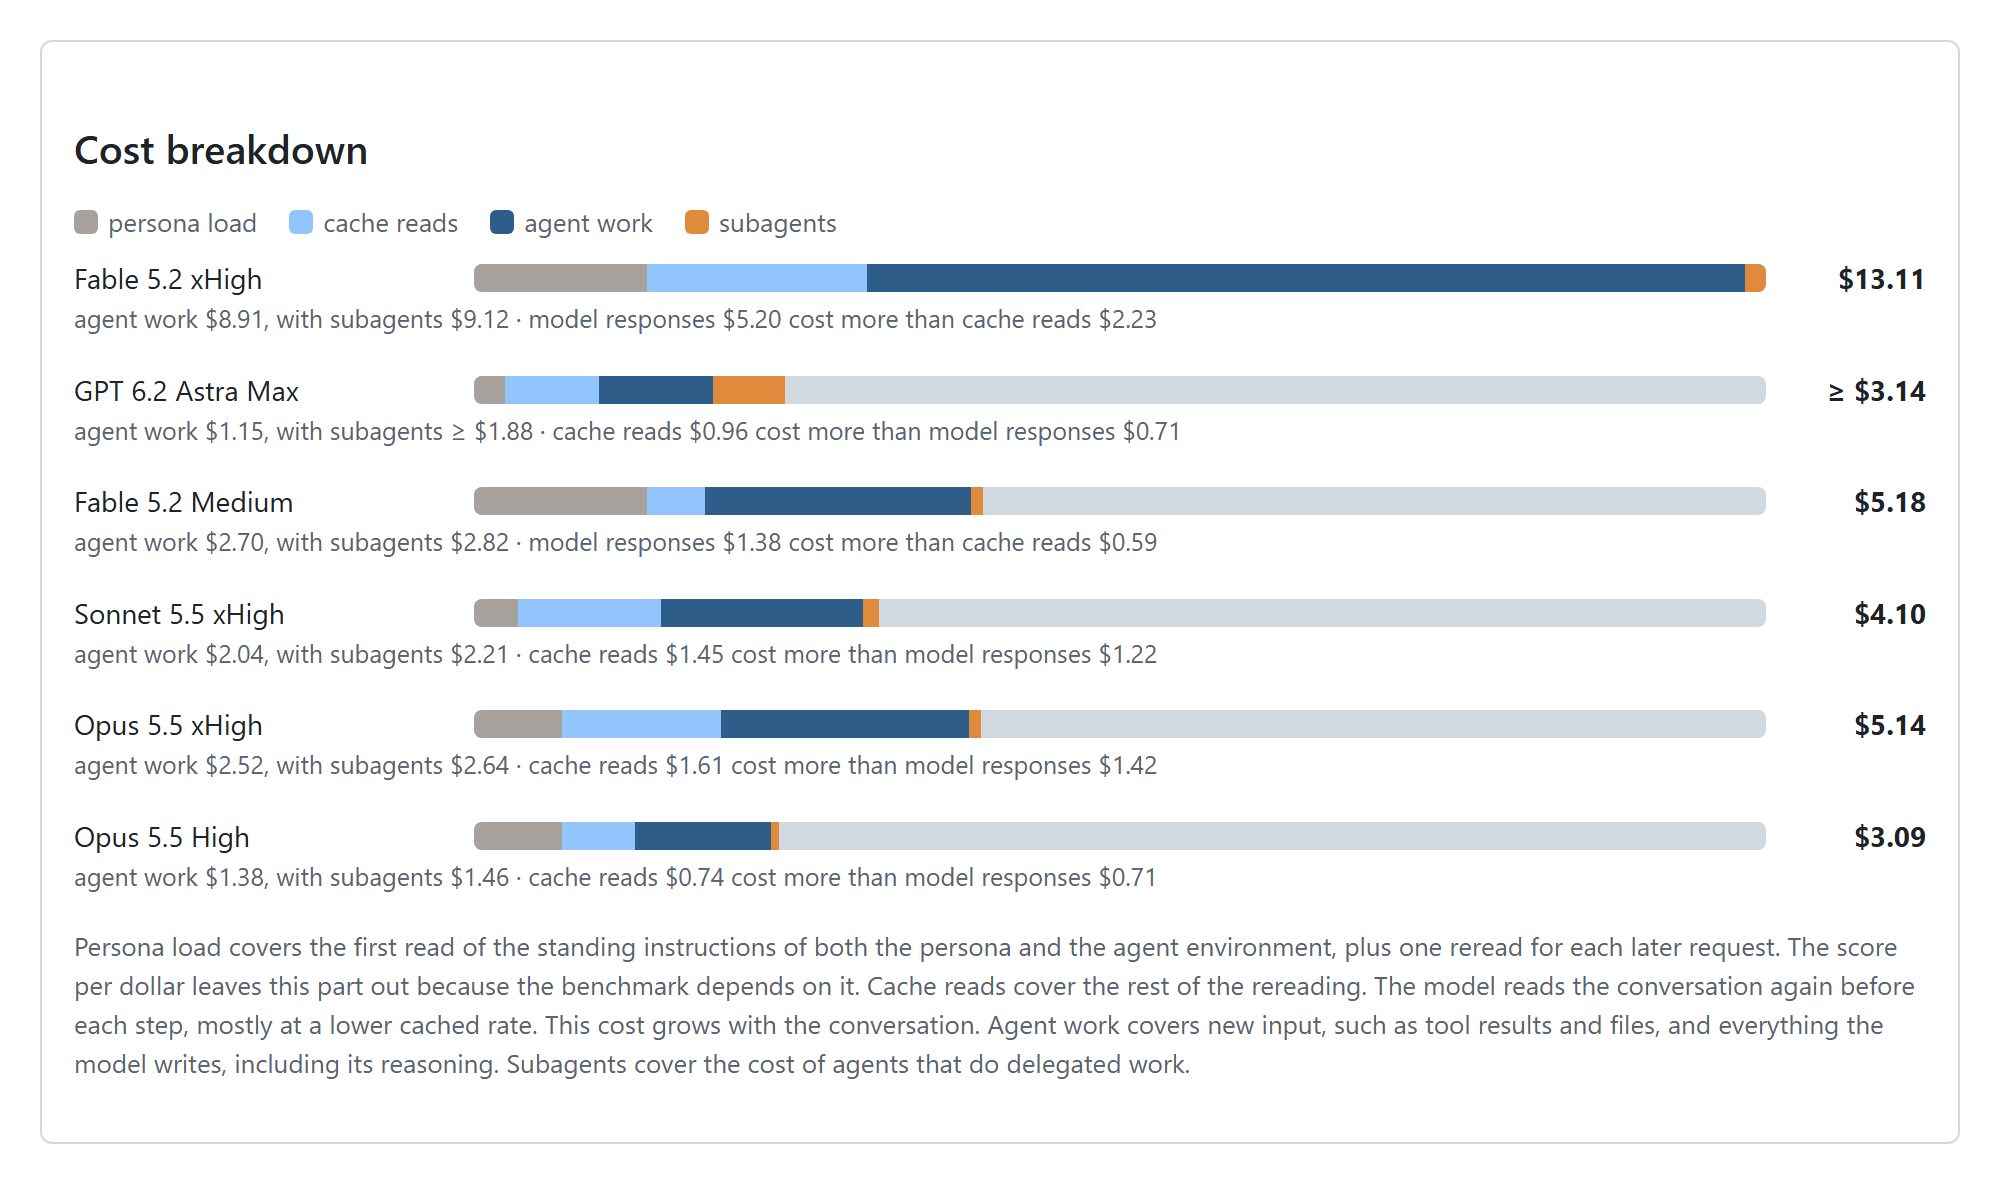 Cost breakdown
persona load cache reads agent work subagents
Fable 5.2 xHigh $13.11
agent work $8.91, with subagents $9.12 · model responses $5.20 cost more than cache reads $2.23
GPT 6.2 Astra Max ≥ $3.14
agent work $1.15, with subagents ≥ $1.88 · cache reads $0.96 cost more than model responses $0.71
Fable 5.2 Medium $5.18
agent work $2.70, with subagents $2.82 · model responses $1.38 cost more than cache reads $0.59
Sonnet 5.5 xHigh $4.10
agent work $2.04, with subagents $2.21 · cache reads $1.45 cost more than model responses $1.22
Opus 5.5 xHigh $5.14
agent work $2.52, with subagents $2.64 · cache reads $1.61 cost more than model responses $1.42
Opus 5.5 High $3.09
agent work $1.38, with subagents $1.46 · cache reads $0.74 cost more than model responses $0.71
Persona load covers the first read of the standing instructions of both the persona and the agent environment, plus one reread for each later request. The score
per dollar leaves this part out because the benchmark depends on it. Cache reads cover the rest of the rereading. The model reads the conversation again before
each step, mostly at a lower cached rate. This cost grows with the conversation. Agent work covers new input, such as tool results and files, and everything the
model writes, including its reasoning. Subagents cover the cost of agents that do delegated work.